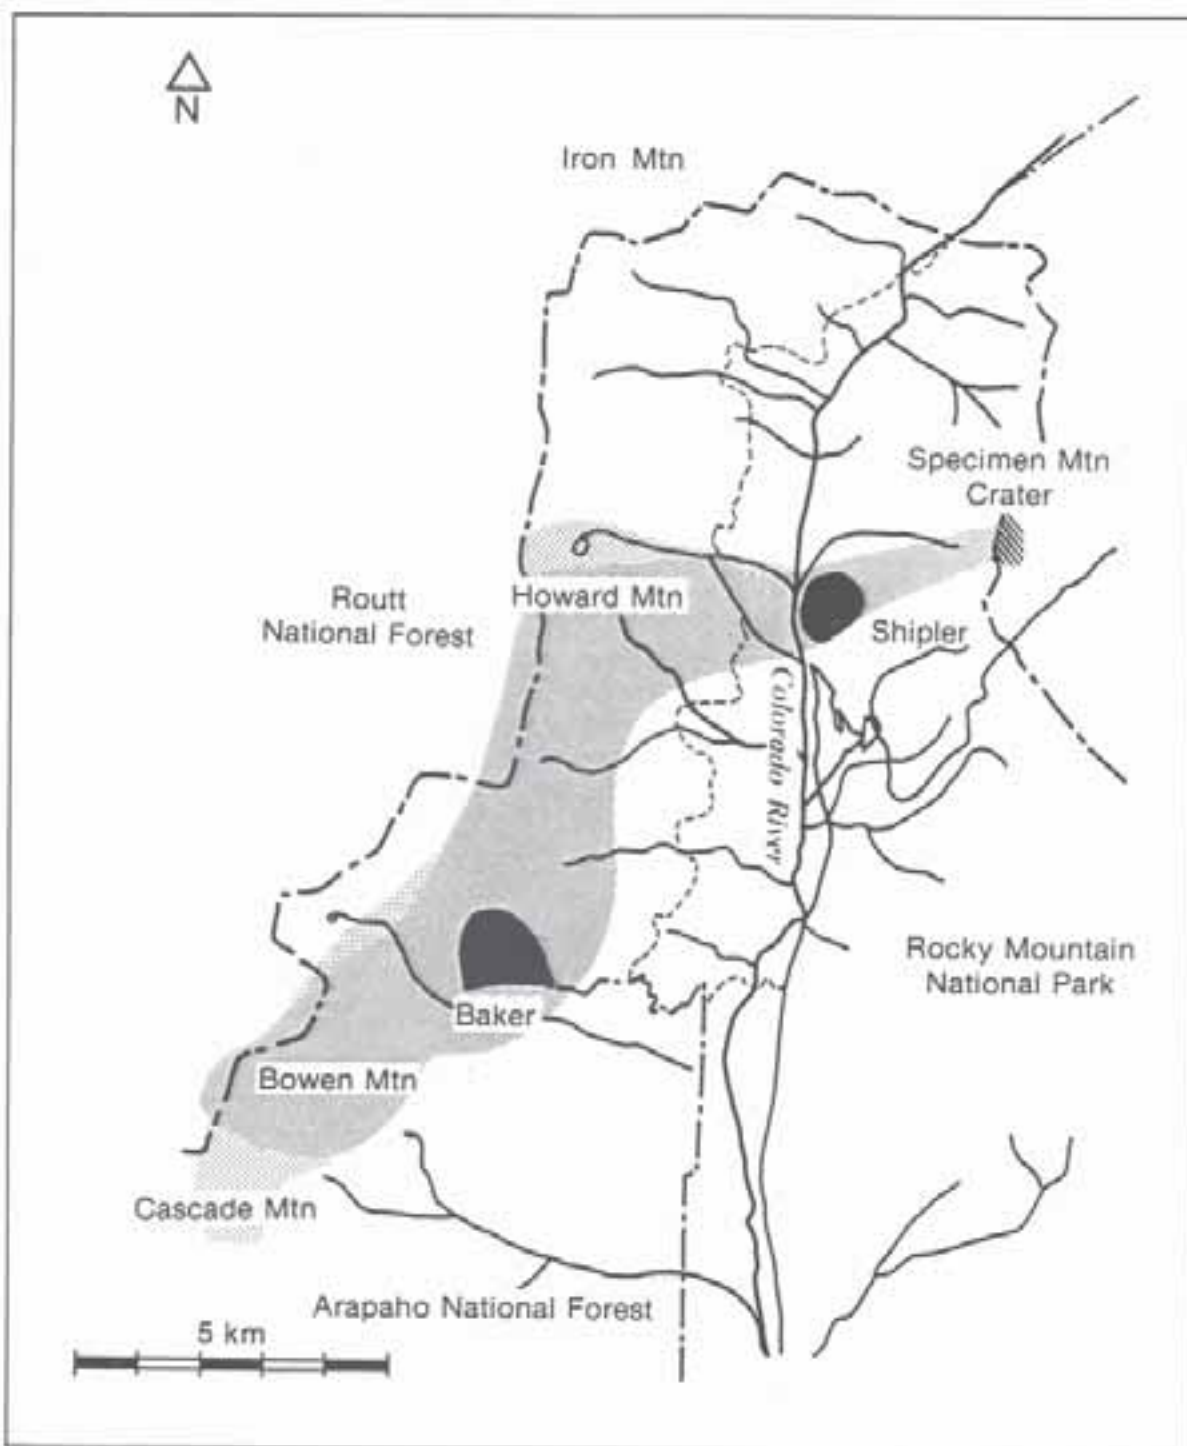 N
Iron Mtn
Specimen Mtn
Crater
Routt
National Forest
Howard Mtn
Shipler
Colorado River
Rocky Mountain
National Park
Baker
Bowen Mtn
Cascade Mtn
Arapaho National Forest
5 km